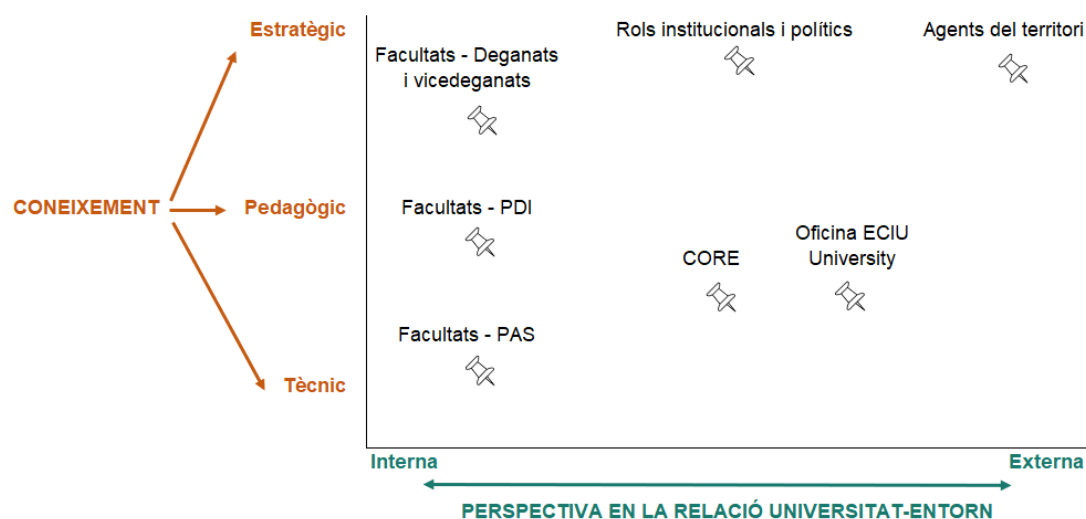 Estratègic
Rols institucionals i polítics
Agents del territori
Facultats - Deganats
i vicedeganats
CONEIXEMENT
Pedagògic
Facultats - PDI
Oficina ECIU
University
CORE
Facultats - PAS
Tècnic
Interna
Externa
PERSPECTIVA EN LA RELACIÓ UNIVERSITAT-ENTORN